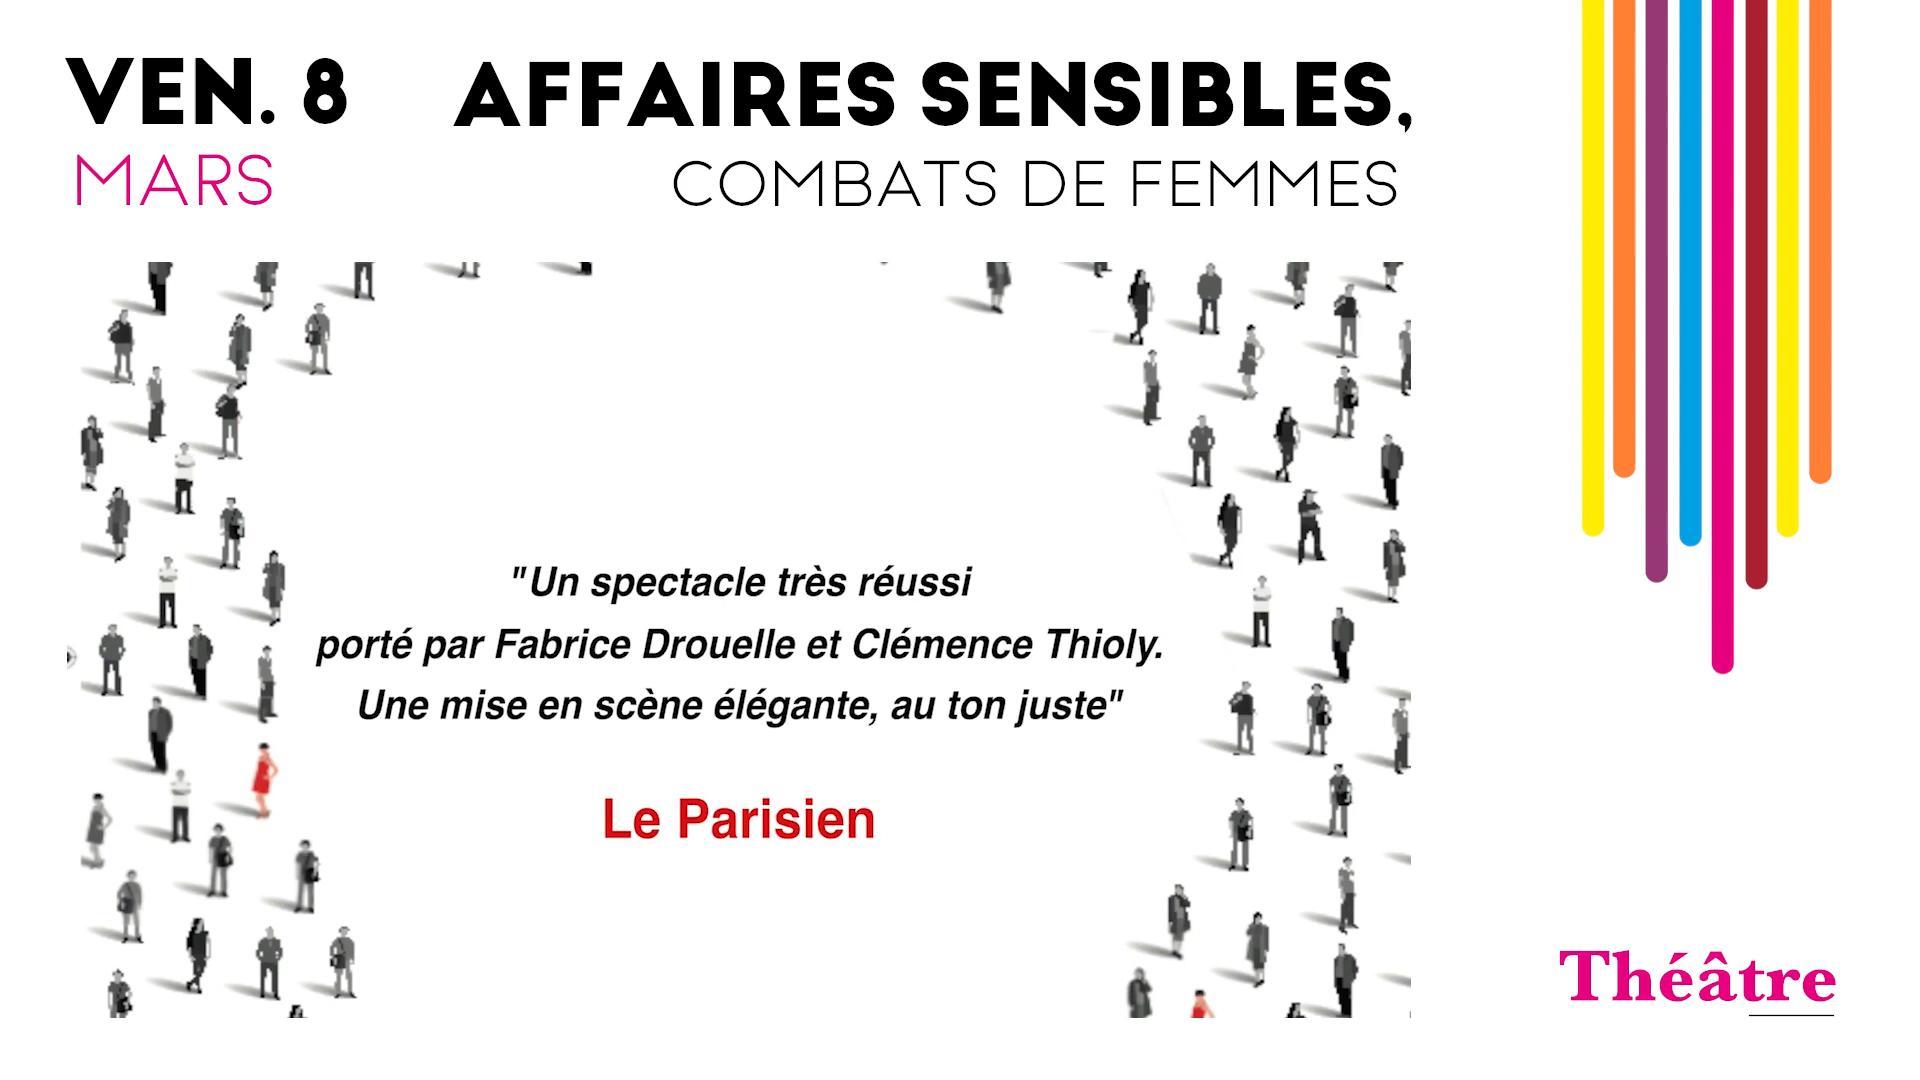 VEN. 8
MARS
AFFAIRES SENSIBLES,
COMBATS DE FEMMES
"Un spectacle très réussi
porté par Fabrice Drouelle et Clémence Thioly.
Une mise en scène élégante, au ton juste"
Le Parisien
Théâtre